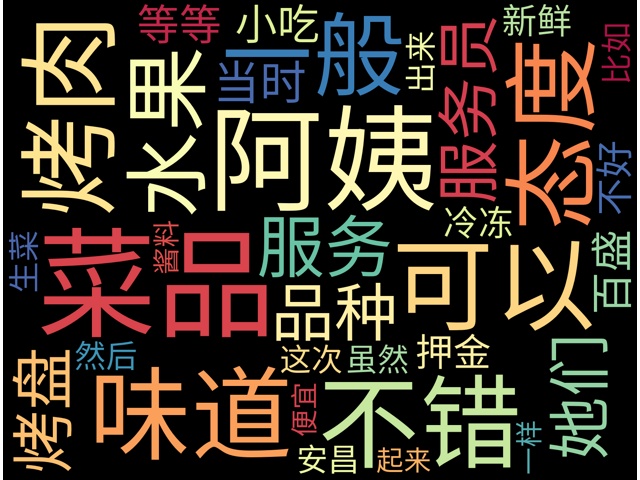 烤肉
等等
小吃
一般
出来
服务员
新鲜
比如
水果
当时
阿姨
态度
不好
冷冻
生菜
菜品
酱料
服务
可以
百盛
品种
烤盘
然后
这次
虽然
押金
她们
味道
便宜
不错
安昌
起来
一样